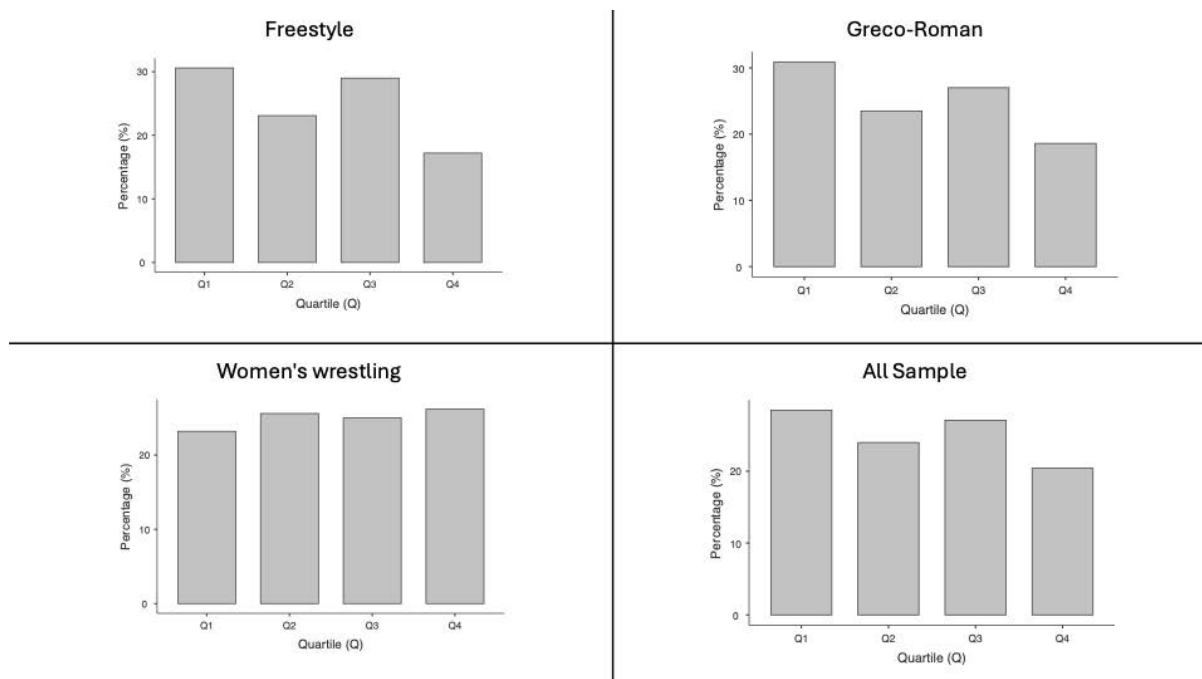 Freestyle
Percentage (%)
30
20
10
0
Q1 Q2 Q3 Q4
Quartile (Q)
Greco-Roman
Percentage (%)
30
20
10
0
Q1 Q2 Q3 Q4
Quartile (Q)
Women's wrestling
Percentage (%)
20
10
0
Q1 Q2 Q3 Q4
Quartile (Q)
All Sample
Percentage (%)
20
10
0
Q1 Q2 Q3 Q4
Quartile (Q)